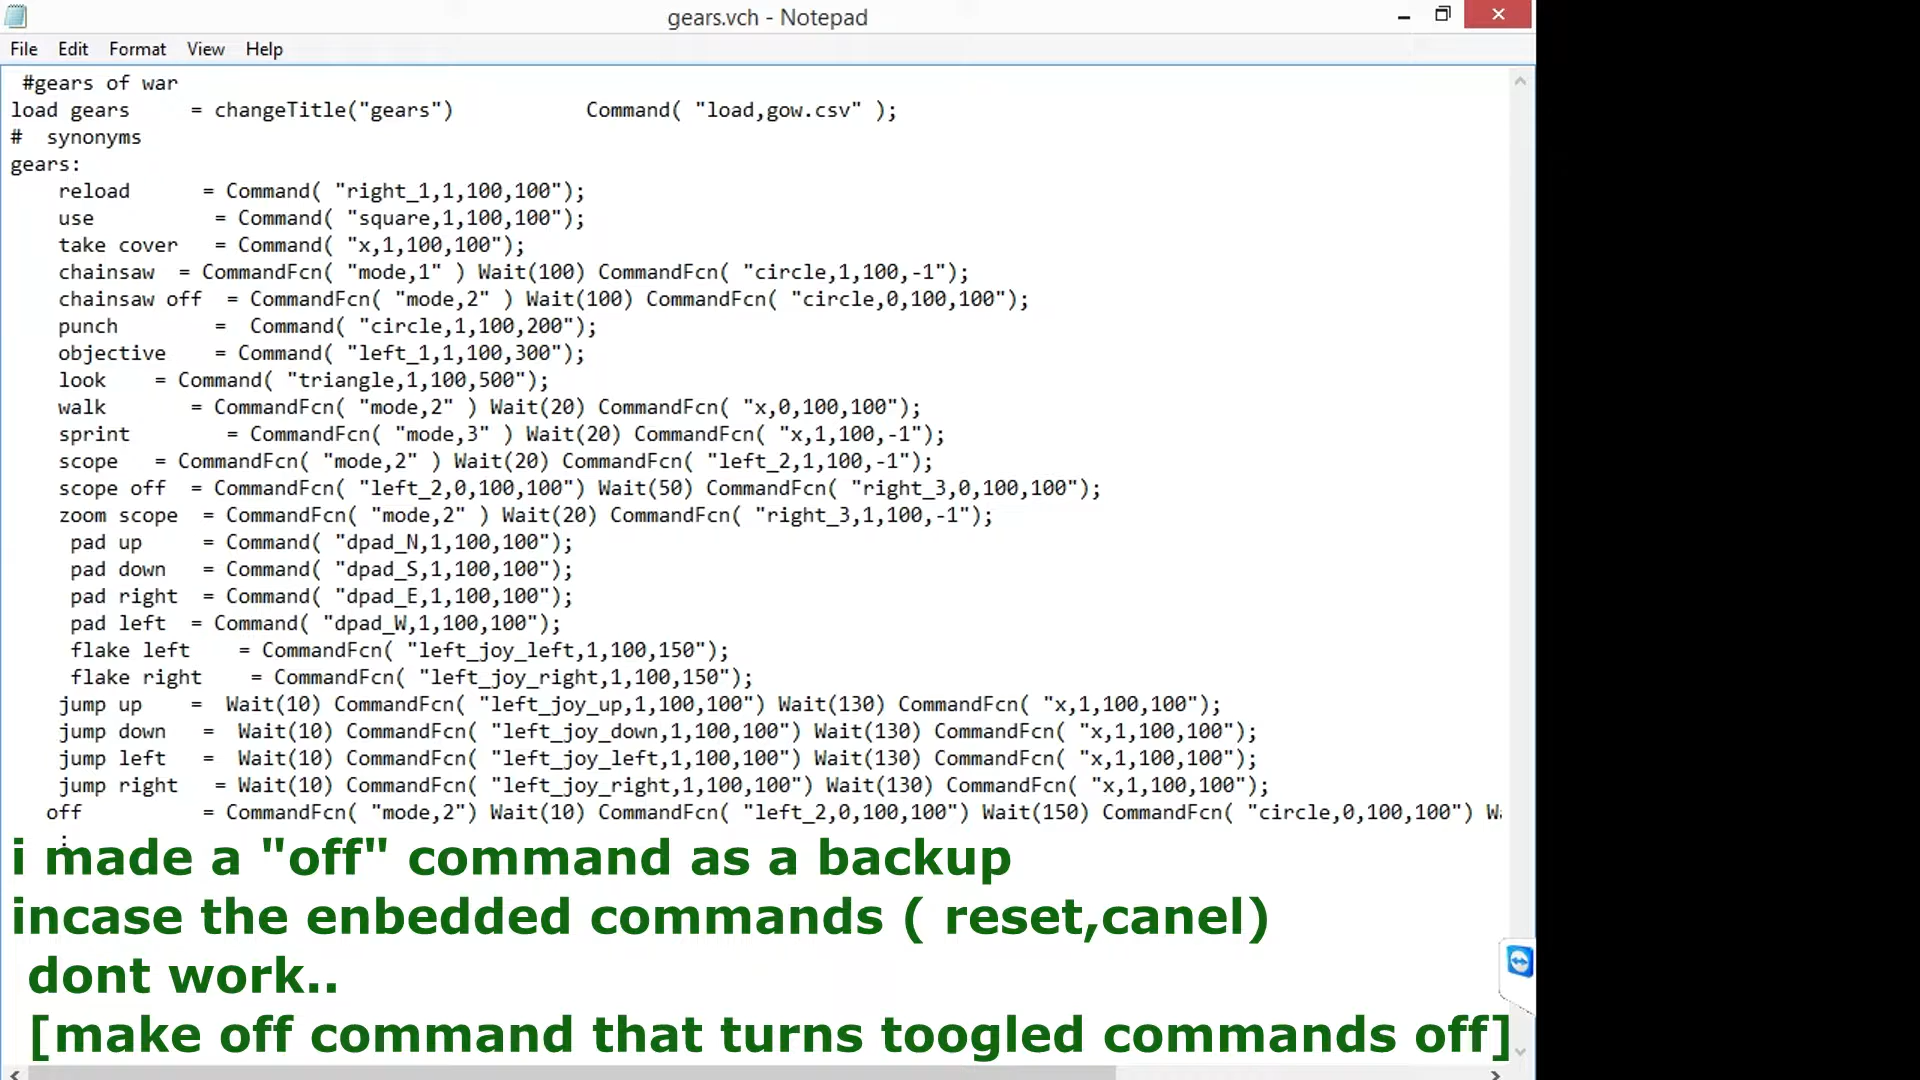 gears.vch - Notepad
File Edit Format View Help
#gears of war
load gears = changeTitle("gears") Command( "load,gow.csv" );
# synonyms
gears:
reload = Command( "right_1,1,100,100");
use = Command( "square,1,100,100");
take cover = Command( "x,1,100,100");
chainsaw = CommandFcn( "mode,1" ) Wait(100) CommandFcn( "circle,1,100,-1");
chainsaw off = CommandFcn( "mode,2" ) Wait(100) CommandFcn( "circle,0,100,100");
punch = Command( "circle,1,100,200");
objective = Command( "left_1,1,100,300");
look = Command( "triangle,1,100,500");
walk = CommandFcn( "mode,2" ) Wait(20) CommandFcn( "x,0,100,100");
sprint = CommandFcn( "mode,3" ) Wait(20) CommandFcn( "x,1,100,-1");
scope = CommandFcn( "mode,2" ) Wait(20) CommandFcn( "left_2,1,100,-1");
scope off = CommandFcn( "left_2,0,100,100") Wait(50) CommandFcn( "right_3,0,100,100");
zoom scope = CommandFcn( "mode,2" ) Wait(20) CommandFcn( "right_3,1,100,-1");
pad up = Command( "dpad_N,1,100,100");
pad down = Command( "dpad_S,1,100,100");
pad right = Command( "dpad_E,1,100,100");
pad left = Command( "dpad_W,1,100,100");
flake left = CommandFcn( "left_joy_left,1,100,150");
flake right = CommandFcn( "left_joy_right,1,100,150");
jump up = Wait(10) CommandFcn( "left_joy_up,1,100,100") Wait(130) CommandFcn( "x,1,100,100");
jump down = Wait(10) CommandFcn( "left_joy_down,1,100,100") Wait(130) CommandFcn( "x,1,100,100");
jump left = Wait(10) CommandFcn( "left_joy_left,1,100,100") Wait(130) CommandFcn( "x,1,100,100");
jump right = Wait(10) CommandFcn( "left_joy_right,1,100,100") Wait(130) CommandFcn( "x,1,100,100");
off = CommandFcn( "mode,2") Wait(10) CommandFcn( "left_2,0,100,100") Wait(150) CommandFcn( "circle,0,100,100")
i made a "off" command as a backup
incase the enbedded commands ( reset,canel)
dont work..
[make off command that turns toogled commands off]